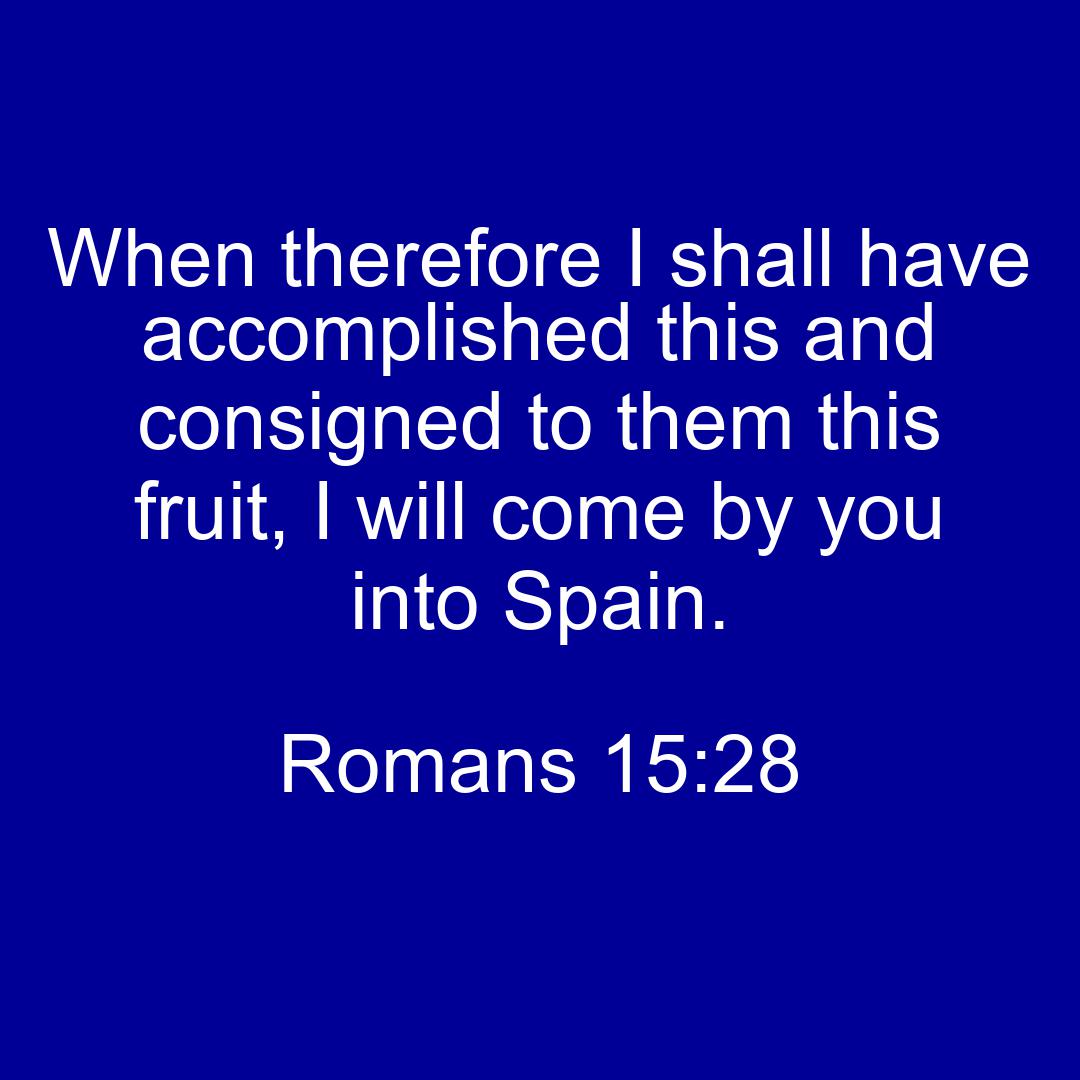 When therefore I shall have
accomplished this and
consigned to them this
fruit, I will come by you
into Spain.
Romans 15:28